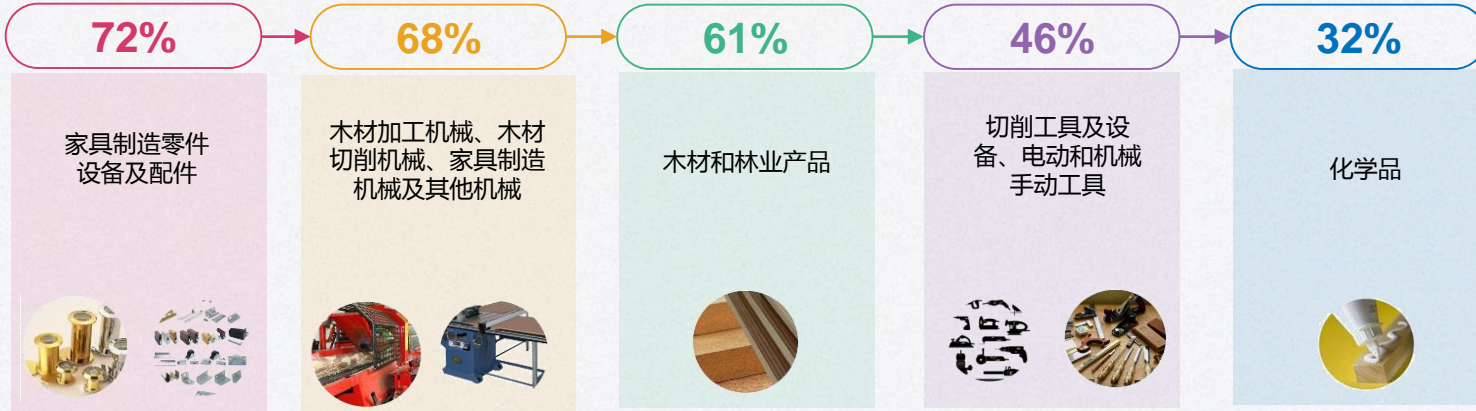 72%
68%
61%
46%
32%
家具制造零件
设备及配件
木材加工机械、木材
切削机械、家具制造
机械及其他机械
木材和林业产品
切削工具及设
备、电动和机械
手动工具
化学品